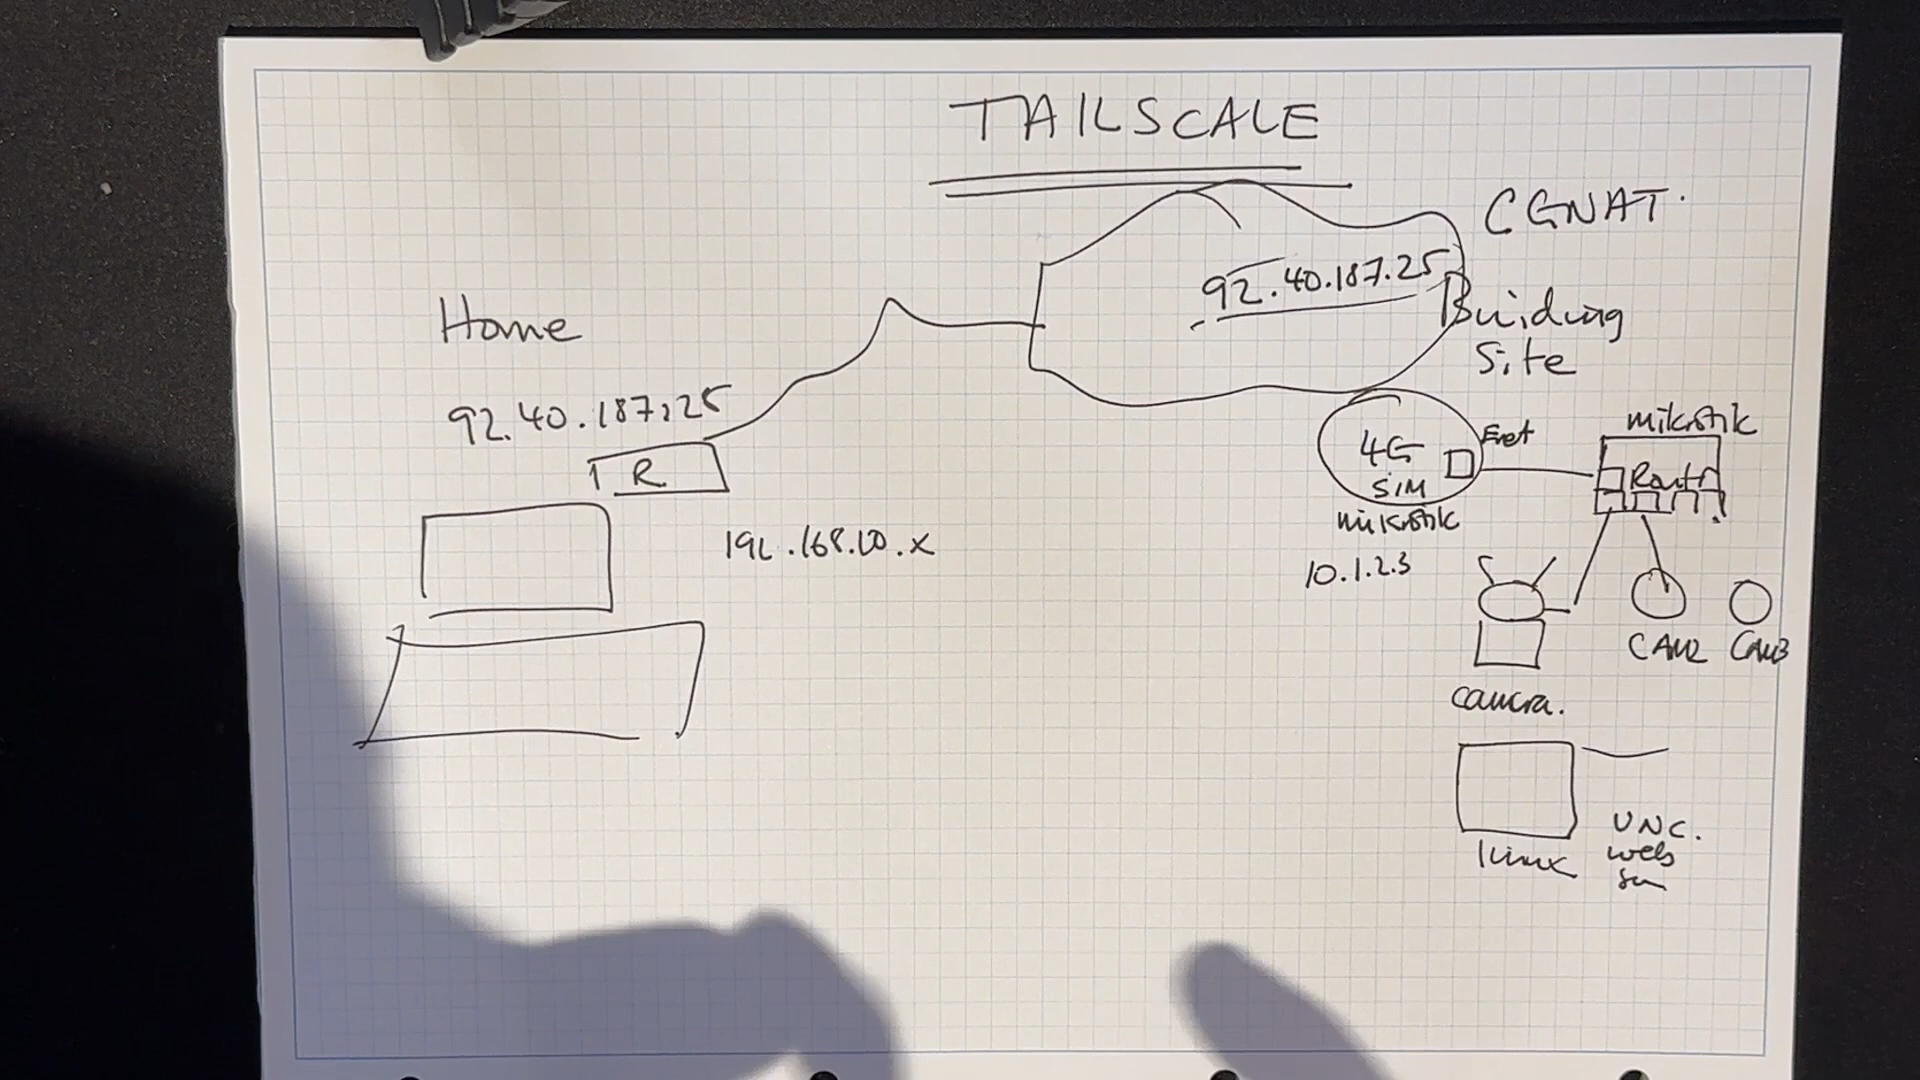 TAILSCALE
CGNAT.
92.40.187.25
Building
Site
Home
92.40.187.25
R
4G
SIM
mikrotik
10.1.2.3
mikrotik
Router
192.168.10.x
CAM2
CAM3
camera.
linux
VNC.
web